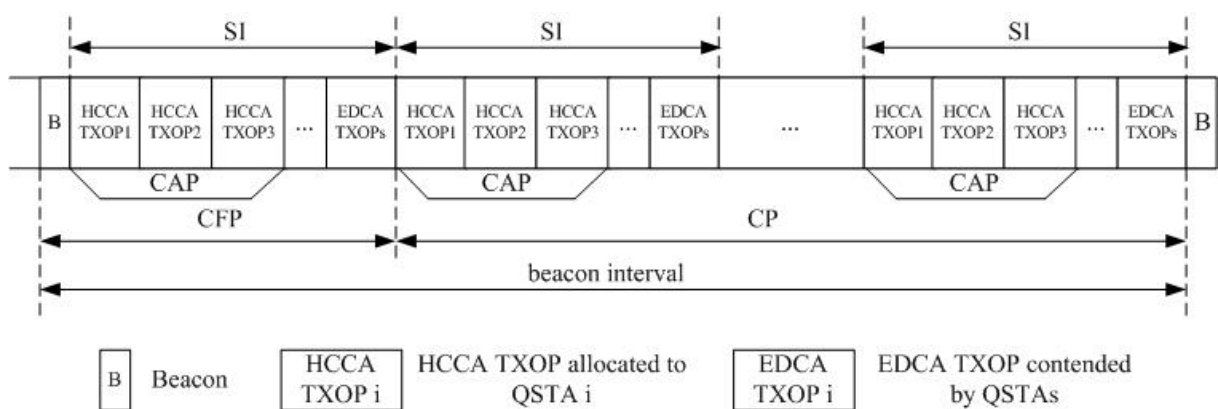 SI SI SI
B HCCA TXOP1 HCCA TXOP2 HCCA TXOP3 ... EDCA TXOPs HCCA TXOP1 HCCA TXOP2 HCCA TXOP3 ... EDCA TXOPs ... HCCA TXOP1 HCCA TXOP2 HCCA TXOP3 ... EDCA TXOPs B
CAP CAP CAP
CFP CP
beacon interval
B Beacon
HCCA
TXOP i
HCCA TXOP allocated to
QSTA i
EDCA
TXOP i
EDCA TXOP contended
by QSTAs